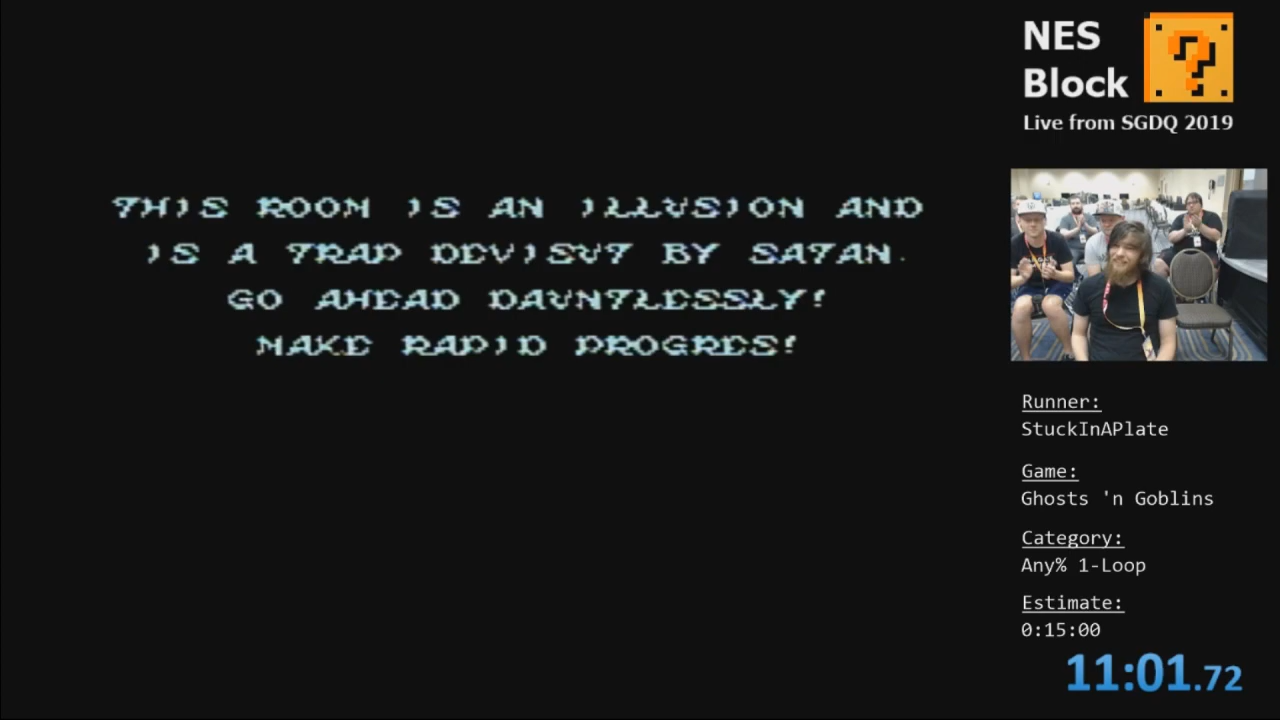 THIS ROOM IS AN ILLUSION AND
IS A TRAP DEVISUT BY SATAN.
GO AHEAD DAUNTLESSLY!
MAKE RAPID PROGRES!
NES
Block
?
Live from SGDQ 2019
Runner:
StuckInAPlate
Game:
Ghosts 'n Goblins
Category:
Any% 1-Loop
Estimate:
0:15:00
11:01.72